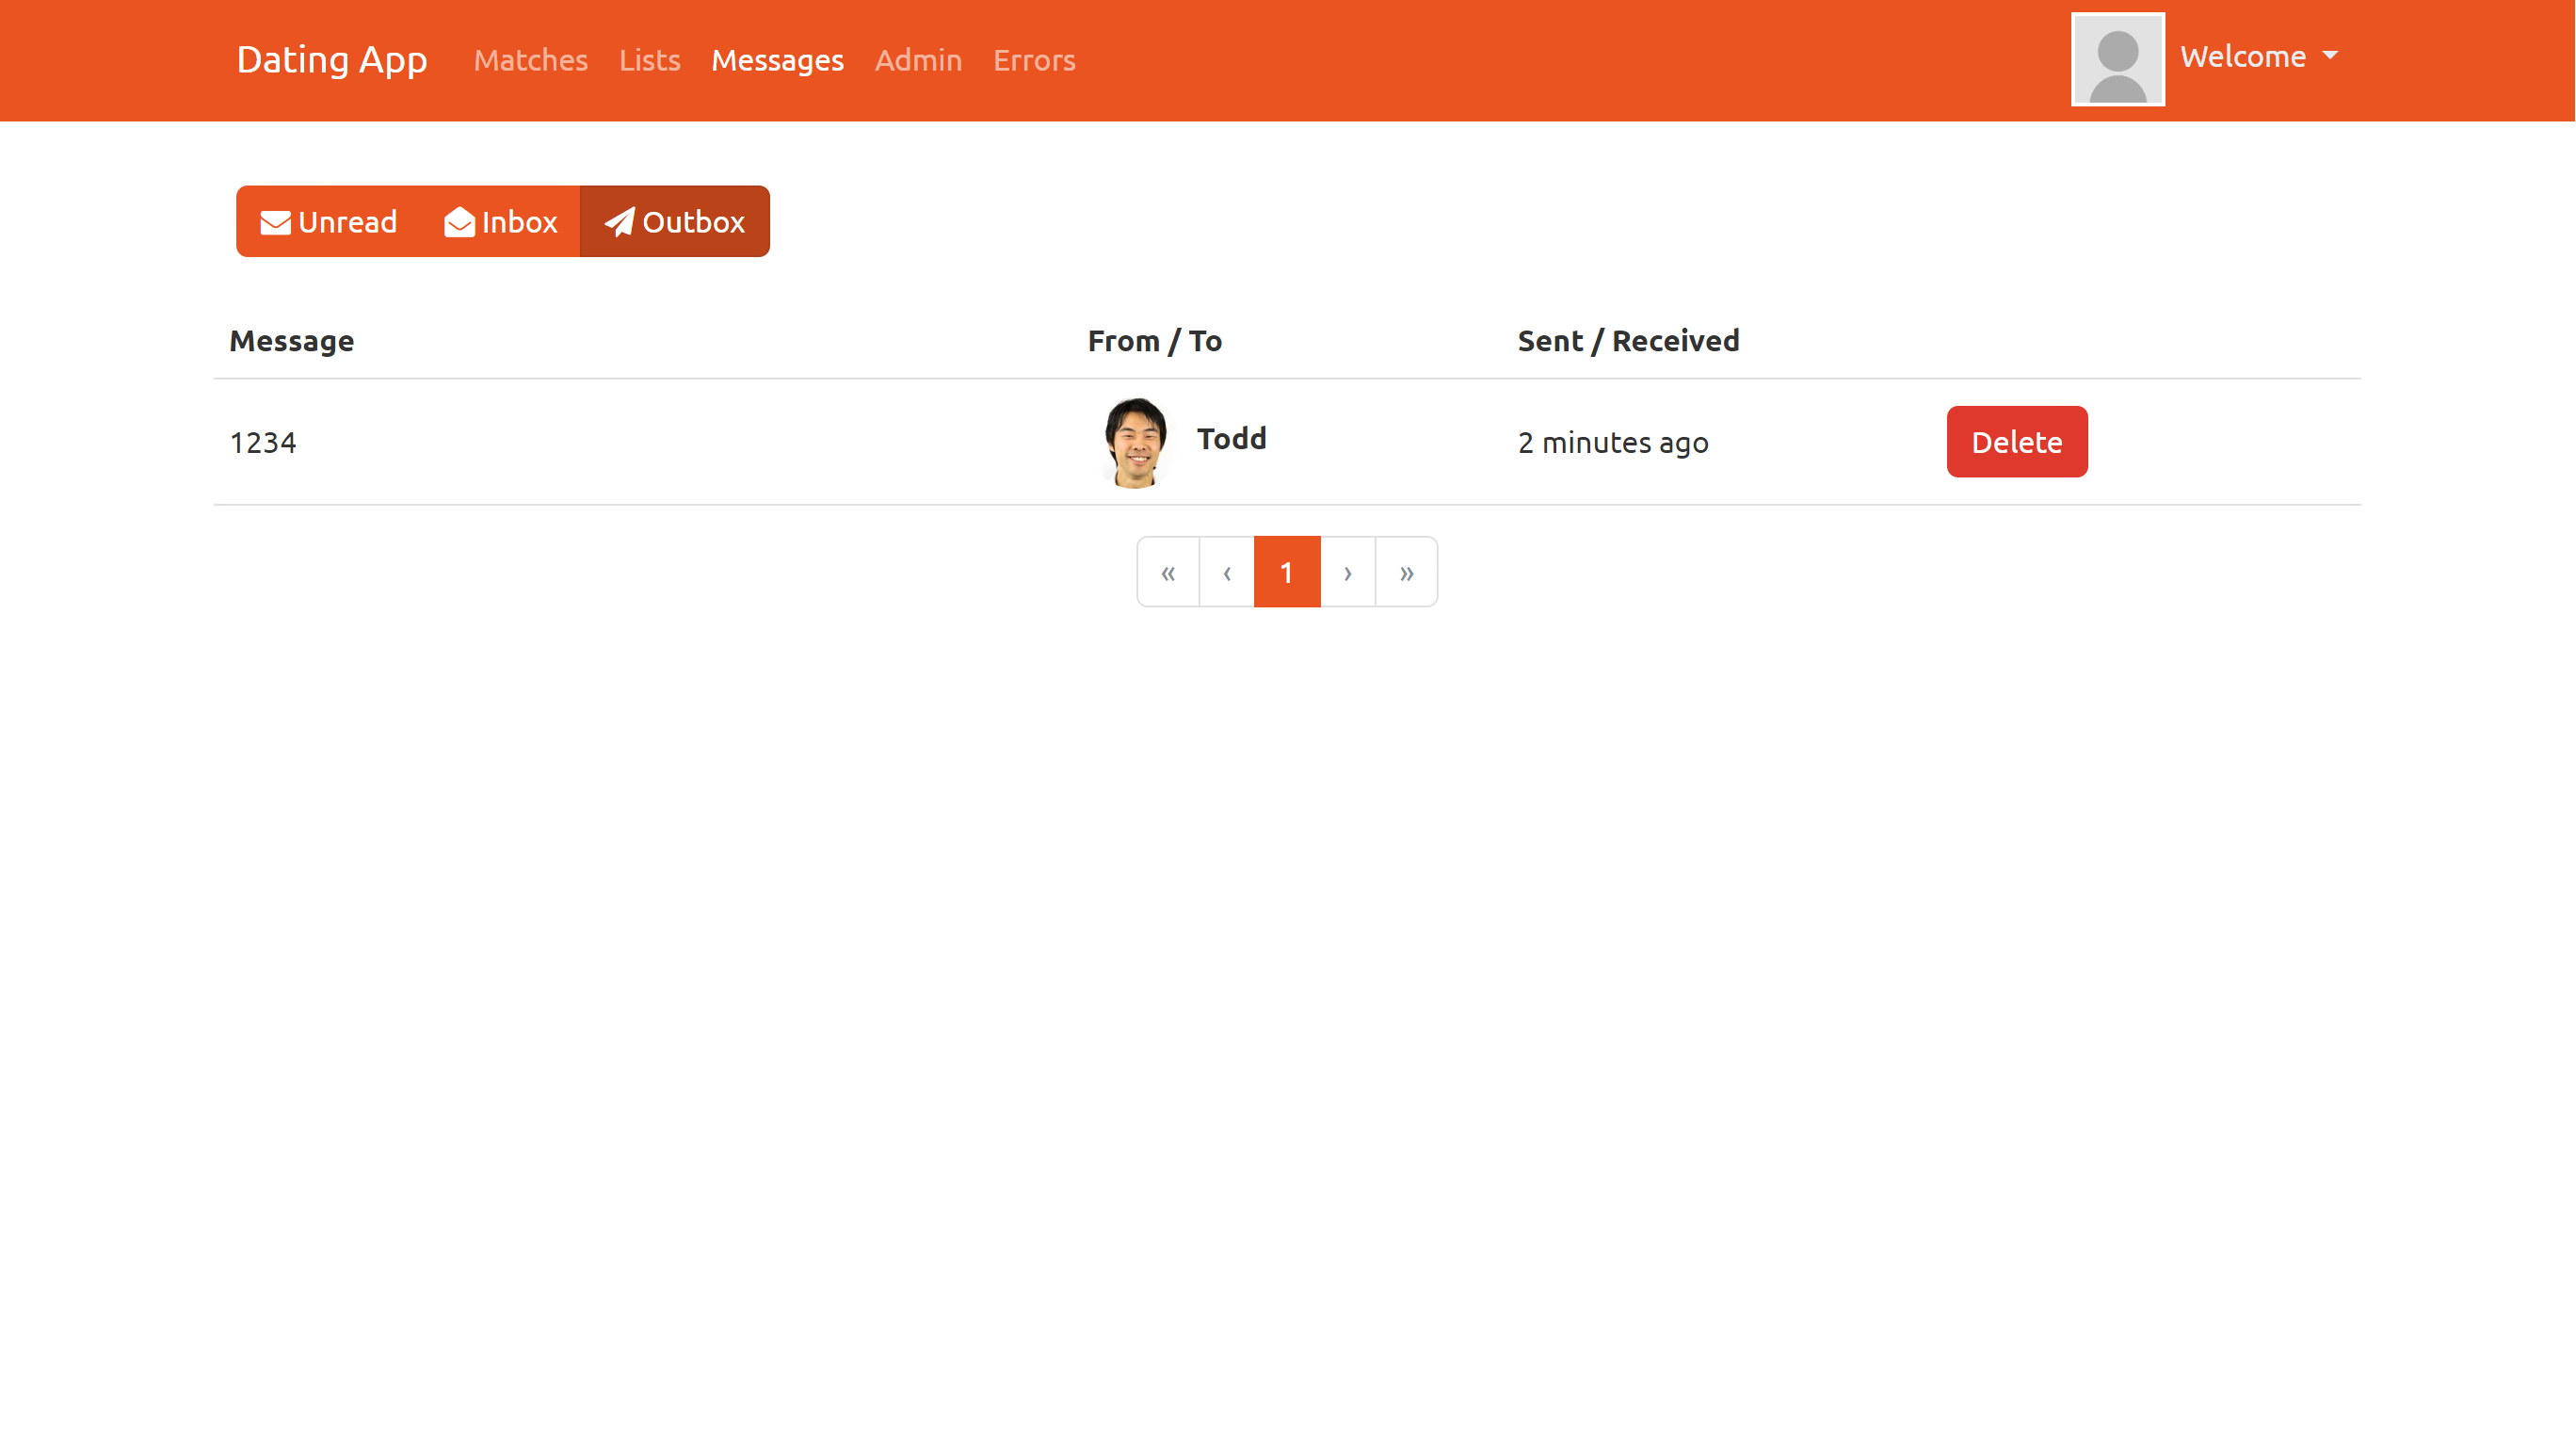 Dating App Matches Lists Messages Admin Errors Welcome
Unread Inbox Outbox
Message From / To Sent / Received
1234 Todd 2 minutes ago Delete
« ‹ 1 › »